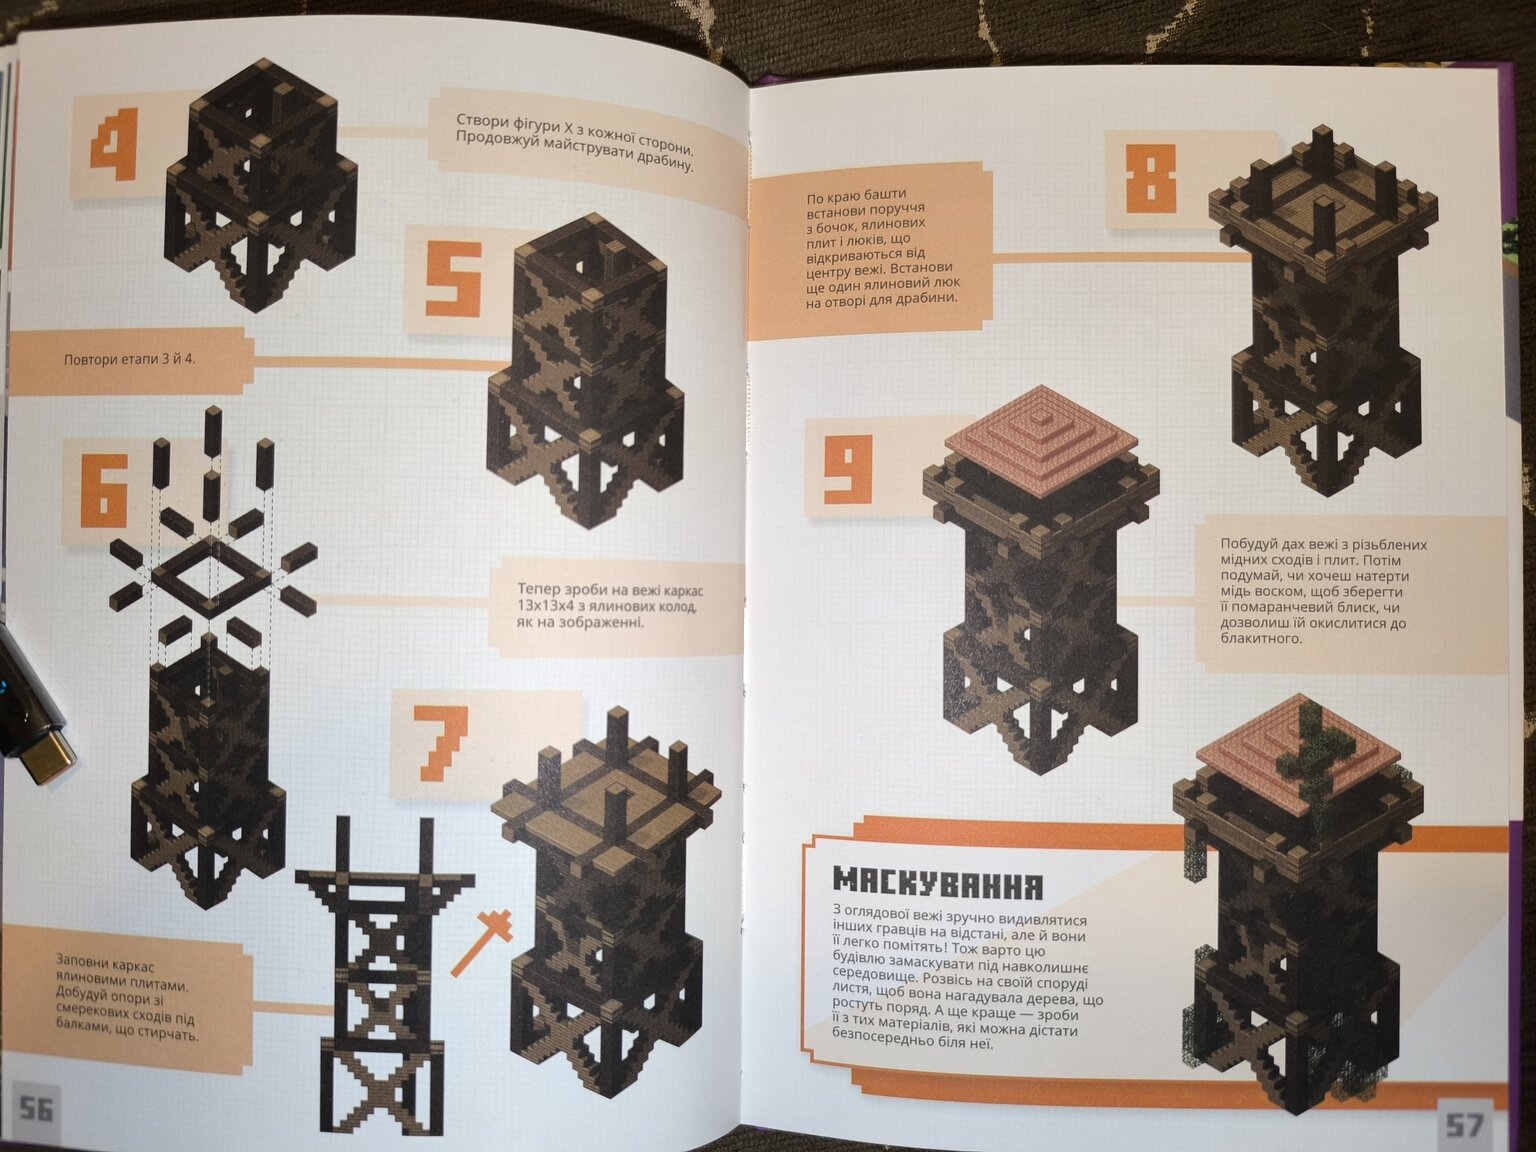 4
Створи фігури X з кожної сторони.
Продовжуй майструвати драбину.
5
Повтори етапи 3 й 4.
6
Тепер зроби на вежі каркас
13x13x4 з ялинових колод,
як на зображенні.
7
Заповни каркас
ялиновими плитами.
Добудуй опори зі
смерекових сходів під
балками, що стирчать.
56
8
По краю башти
встанови поруччя
з бочок, ялинових
плит і люків, що
відкриваються від
центру вежі. Встанови
ще один ялиновий люк
на отворі для драбини.
9
Побудуй дах вежі з різьблених
мідних сходів і плит. Потім
подумай, чи хочеш натерти
мідь воском, щоб зберегти
її помаранчевий блиск, чи
дозволиш їй окислитися до
блакитного.
МАСКУВАННЯ
З оглядової вежі зручно видивлятися
інших гравців на відстані, але й вони
її легко помітять! Тож варто цю
будівлю замаскувати під навколишнє
середовище. Розвісь на своїй споруді
листя, щоб вона нагадувала дерева, що
ростуть поряд. А ще краще — зроби
її з тих матеріалів, які можна дістати
безпосередньо біля неї.
57